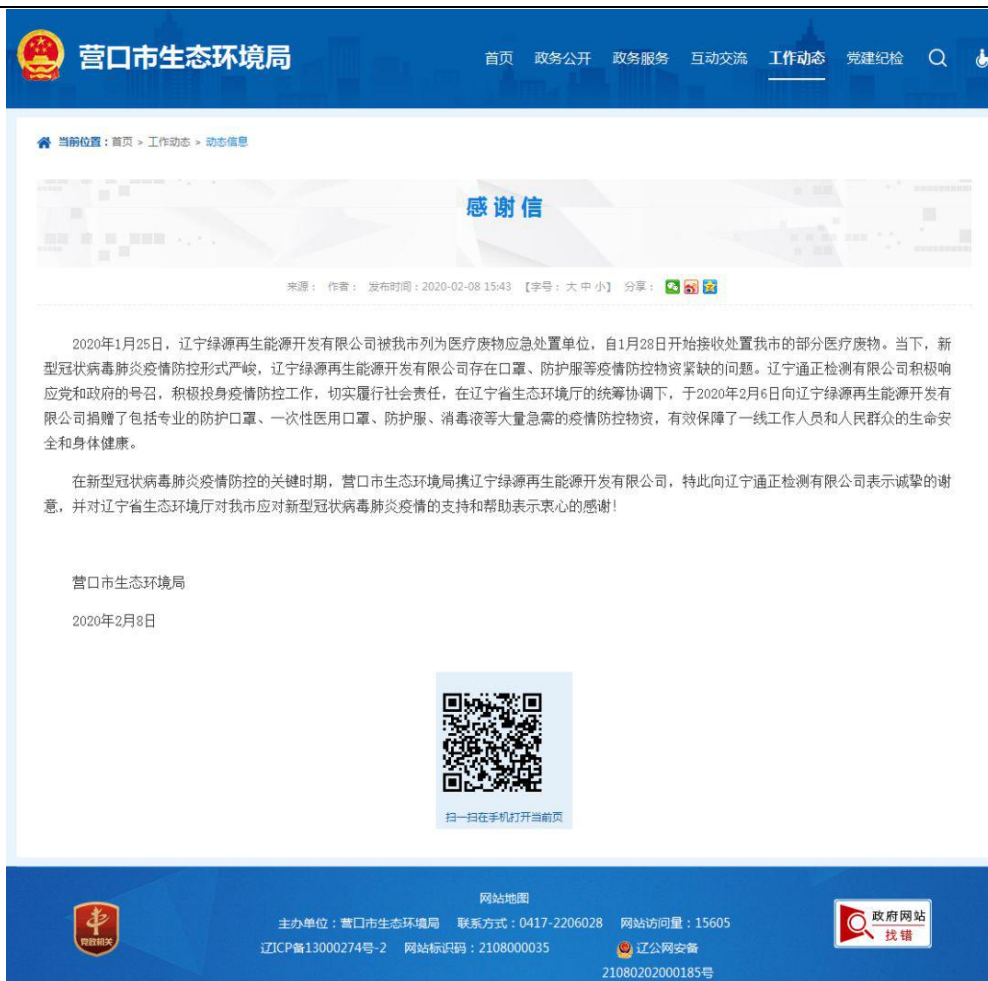 营口市生态环境局
首页 政务公开 政务服务 互动交流 工作动态 党建纪检
当前位置：首页 > 工作动态 > 动态信息
感谢信
来源： 作者： 发布时间：2020-02-08 15:43 【字号：大 中 小】 分享：
2020年1月25日，辽宁绿源再生能源开发有限公司被我市列为医疗废物应急处置单位，自1月28日开始接收处置我市的部分医疗废物。当下，新
型冠状病毒肺炎疫情防控形式严峻，辽宁绿源再生能源开发有限公司存在口罩、防护服等疫情防控物资紧缺的问题。辽宁通正检测有限公司积极响
应党和政府的号召，积极投身疫情防控工作，切实履行社会责任，在辽宁省生态环境厅的统筹协调下，于2020年2月6日向辽宁绿源再生能源开发有
限公司捐赠了包括专业的防护口罩、一次性医用口罩、防护服、消毒液等大量急需的疫情防控物资，有效保障了一线工作人员和人民群众的生命安
全和身体健康。
在新型冠状病毒肺炎疫情防控的关键时期，营口市生态环境局携辽宁绿源再生能源开发有限公司，特此向辽宁通正检测有限公司表示诚挚的谢
意，并对辽宁省生态环境厅对我市应对新型冠状病毒肺炎疫情的支持和帮助表示衷心的感谢！
营口市生态环境局
2020年2月8日
扫一扫在手机打开当前页
网站地图
主办单位：营口市生态环境局 联系方式：0417-2206028 网站访问量：15605
辽ICP备13000274号-2 网站标识码：2108000035 辽公网安备
21080202000185号
党政机关
政府网站
找错